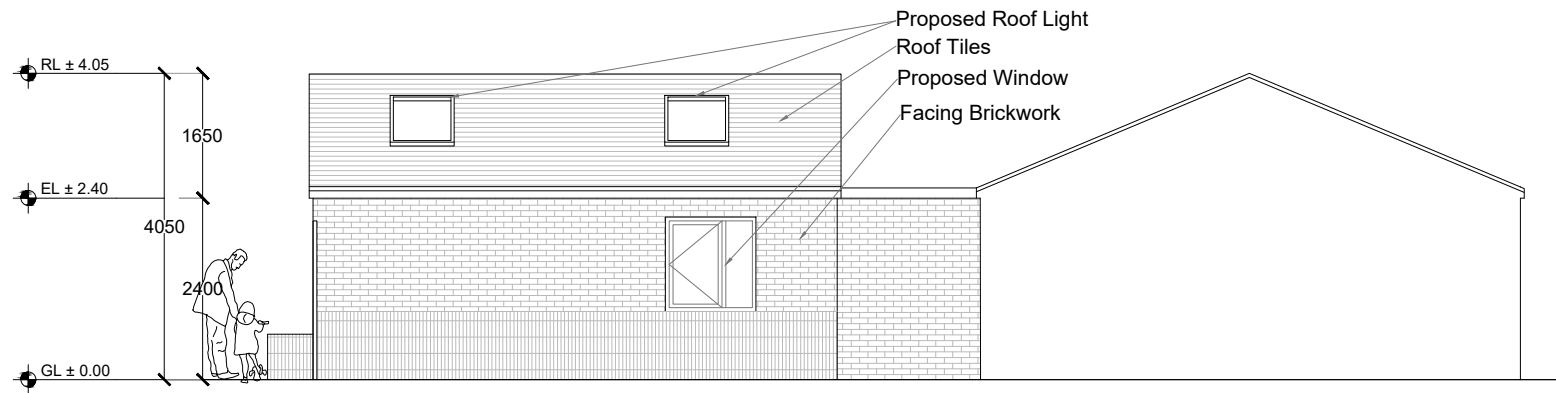 Proposed Roof Light
Roof Tiles
Proposed Window
Facing Brickwork
RL ± 4.05
1650
EL ± 2.40
4050
2400
GL ± 0.00